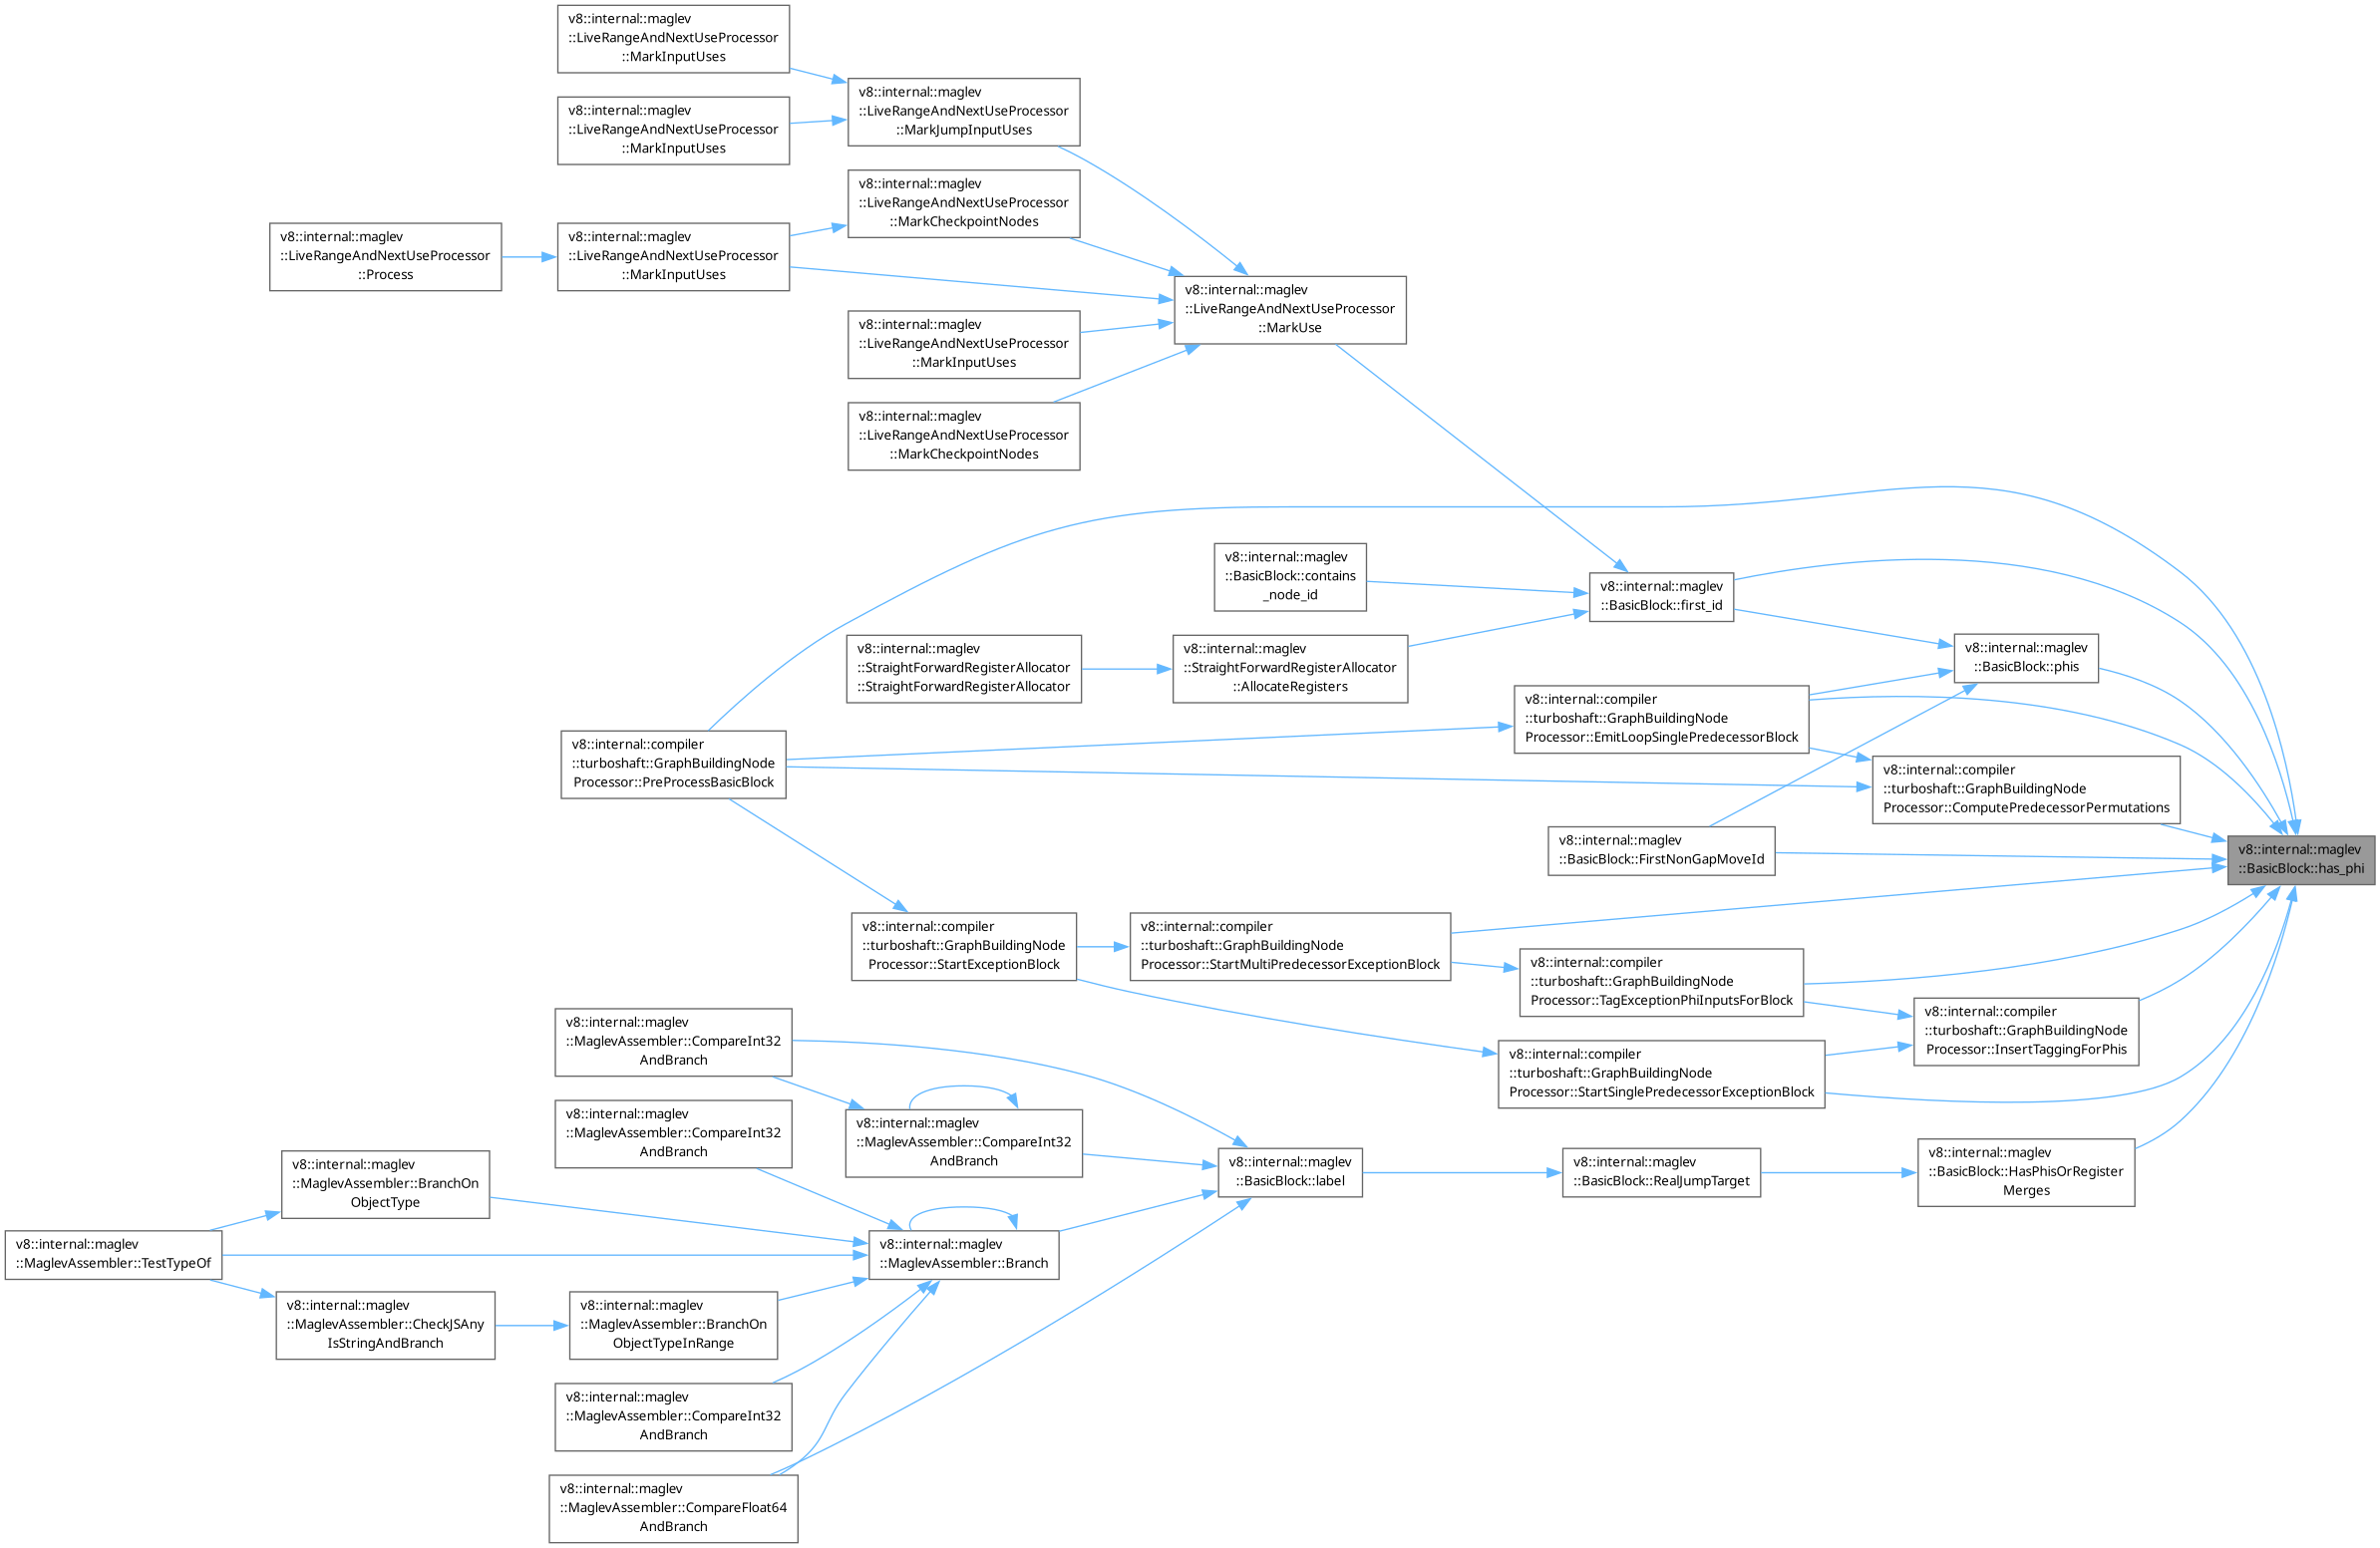 v8::internal::maglev
::LiveRangeAndNextUseProcessor
::MarkInputUses
v8::internal::maglev
::LiveRangeAndNextUseProcessor
::MarkJumpInputUses
v8::internal::maglev
::LiveRangeAndNextUseProcessor
::MarkInputUses
v8::internal::maglev
::LiveRangeAndNextUseProcessor
::MarkCheckpointNodes
v8::internal::maglev
::LiveRangeAndNextUseProcessor
::Process
v8::internal::maglev
::LiveRangeAndNextUseProcessor
::MarkInputUses
v8::internal::maglev
::LiveRangeAndNextUseProcessor
::MarkUse
v8::internal::maglev
::LiveRangeAndNextUseProcessor
::MarkInputUses
v8::internal::maglev
::LiveRangeAndNextUseProcessor
::MarkCheckpointNodes
v8::internal::maglev
::BasicBlock::contains
_node_id
v8::internal::maglev
::BasicBlock::first_id
v8::internal::maglev
::StraightForwardRegisterAllocator
::StraightForwardRegisterAllocator
v8::internal::maglev
::StraightForwardRegisterAllocator
::AllocateRegisters
v8::internal::maglev
::BasicBlock::phis
v8::internal::compiler
::turboshaft::GraphBuildingNode
Processor::EmitLoopSinglePredecessorBlock
v8::internal::compiler
::turboshaft::GraphBuildingNode
Processor::PreProcessBasicBlock
v8::internal::compiler
::turboshaft::GraphBuildingNode
Processor::ComputePredecessorPermutations
v8::internal::maglev
::BasicBlock::FirstNonGapMoveId
v8::internal::maglev
::BasicBlock::has_phi
v8::internal::compiler
::turboshaft::GraphBuildingNode
Processor::StartExceptionBlock
v8::internal::compiler
::turboshaft::GraphBuildingNode
Processor::StartMultiPredecessorExceptionBlock
v8::internal::compiler
::turboshaft::GraphBuildingNode
Processor::TagExceptionPhiInputsForBlock
v8::internal::compiler
::turboshaft::GraphBuildingNode
Processor::InsertTaggingForPhis
v8::internal::maglev
::MaglevAssembler::CompareInt32
AndBranch
v8::internal::compiler
::turboshaft::GraphBuildingNode
Processor::StartSinglePredecessorExceptionBlock
v8::internal::maglev
::MaglevAssembler::CompareInt32
AndBranch
v8::internal::maglev
::MaglevAssembler::CompareInt32
AndBranch
v8::internal::maglev
::BasicBlock::label
v8::internal::maglev
::BasicBlock::RealJumpTarget
v8::internal::maglev
::BasicBlock::HasPhisOrRegister
Merges
v8::internal::maglev
::MaglevAssembler::BranchOn
ObjectType
v8::internal::maglev
::MaglevAssembler::TestTypeOf
v8::internal::maglev
::MaglevAssembler::Branch
v8::internal::maglev
::MaglevAssembler::CheckJSAny
IsStringAndBranch
v8::internal::maglev
::MaglevAssembler::BranchOn
ObjectTypeInRange
v8::internal::maglev
::MaglevAssembler::CompareInt32
AndBranch
v8::internal::maglev
::MaglevAssembler::CompareFloat64
AndBranch